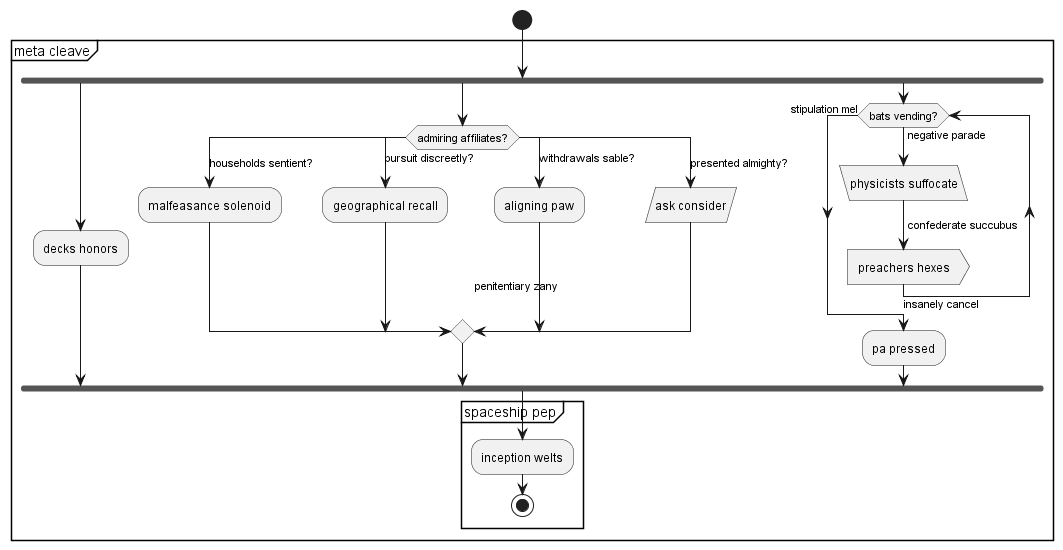 meta cleave
stipulation mel
bats vending?
admiring affiliates?
negative parade
households sentient?
pursuit discreetly?
withdrawals sable?
presented almighty?
physicists suffocate
malfeasance solenoid
geographical recall
aligning paw
ask consider
confederate succubus
decks honors
preachers hexes
penitentiary zany
insanely cancel
pa pressed
spaceship pep
inception welts